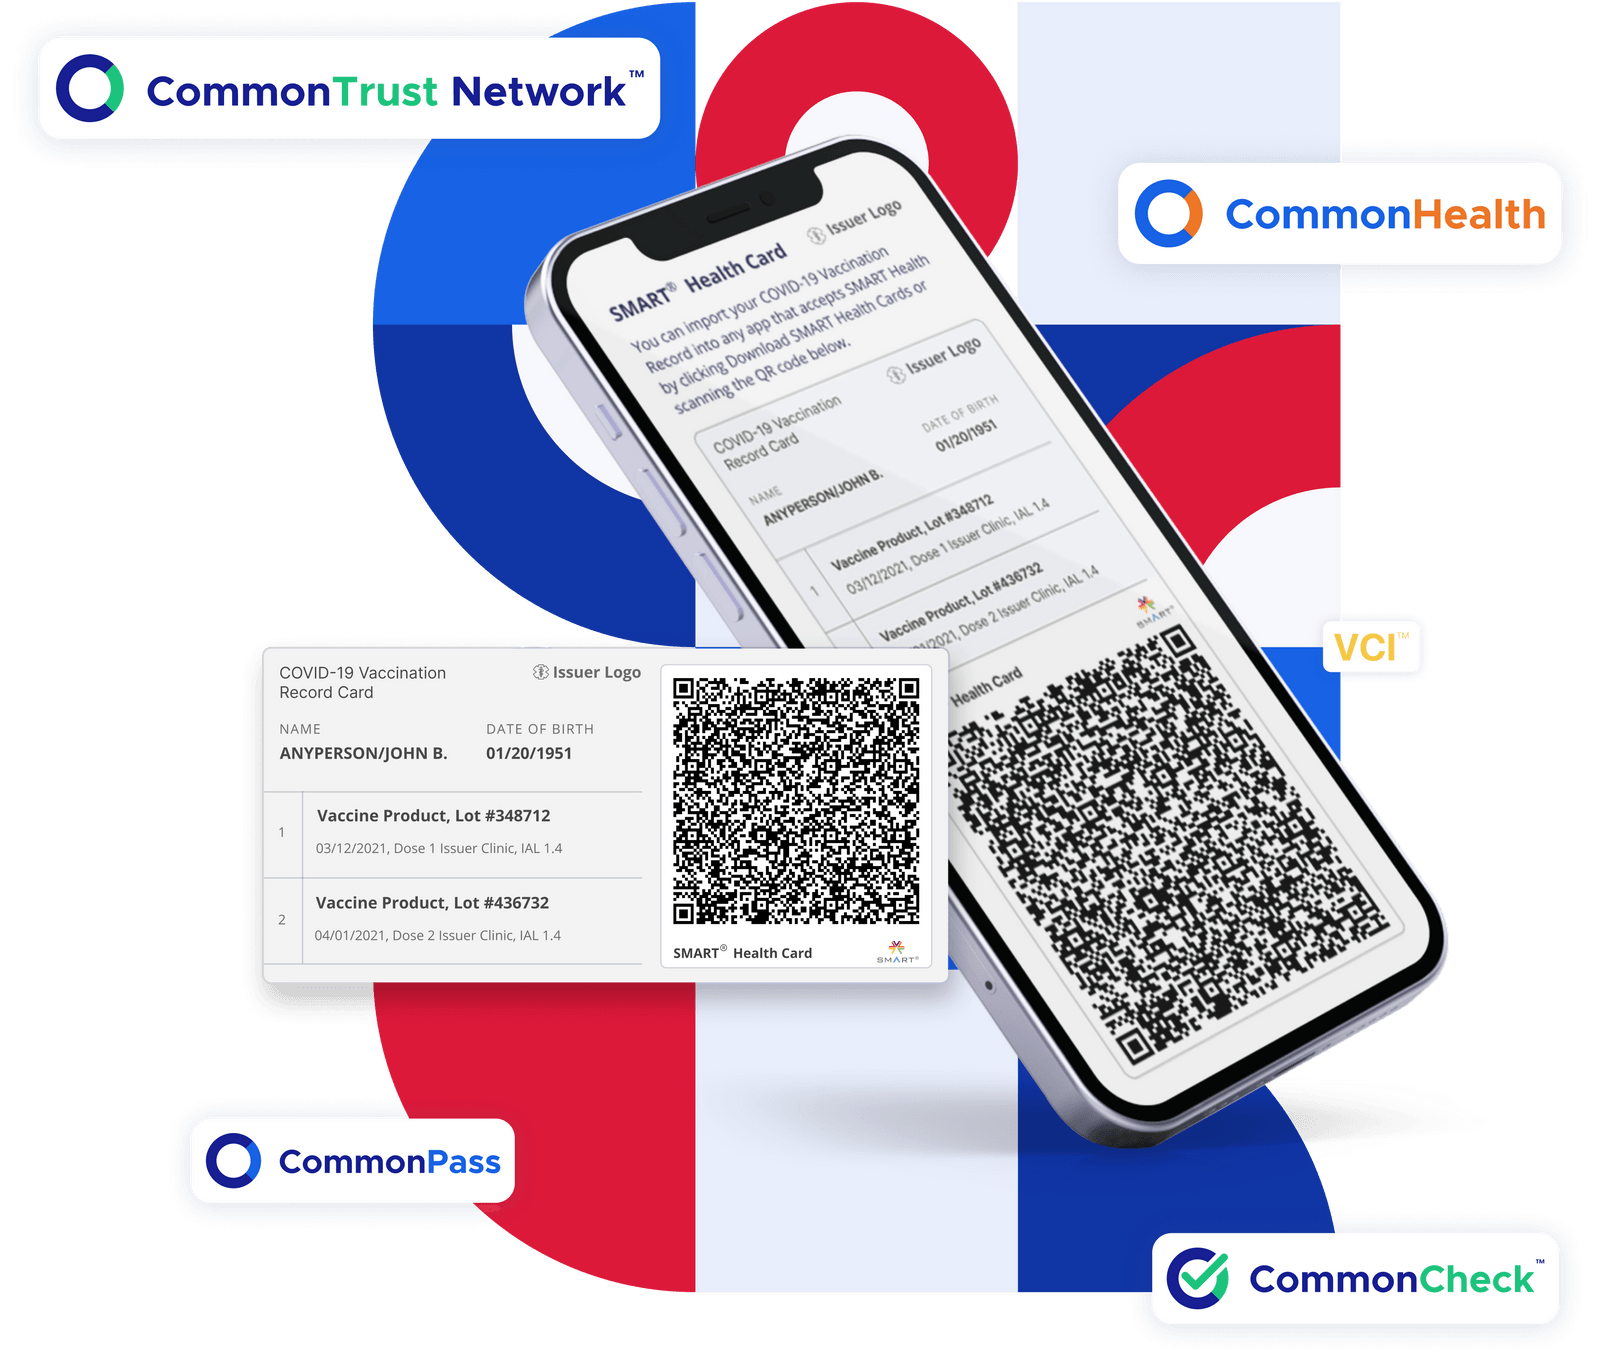 CommonTrust Network™
CommonHealth
Issuer Logo
SMART® Health Card
You can import your COVID-19 Vaccination
Record into any app that accepts SMART Health
by clicking Download SMART Health Cards or
scanning the QR code below.
Issuer Logo
COVID-19 Vaccination
Record Card
DATE OF BIRTH
01/20/1951
NAME
ANYPERSON/JOHN B.
Vaccine Product, Lot #348712
1
03/12/2021, Dose 1 Issuer Clinic, IAL 1.4
Vaccine Product, Lot #436732
1/2021, Dose 2 Issuer Clinic, IAL 1.4
SMART®
Health Card
VCI™
COVID-19 Vaccination
Record Card
Issuer Logo
NAME
DATE OF BIRTH
ANYPERSON/JOHN B.
01/20/1951
1
Vaccine Product, Lot #348712
03/12/2021, Dose 1 Issuer Clinic, IAL 1.4
2
Vaccine Product, Lot #436732
04/01/2021, Dose 2 Issuer Clinic, IAL 1.4
SMART® Health Card
SMART®
CommonPass
CommonCheck™